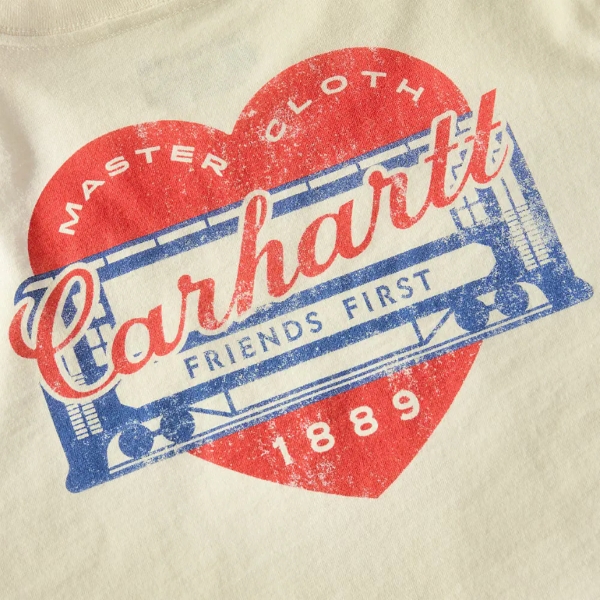 MASTER CLOTH
Carhartt
FRIENDS FIRST
1889